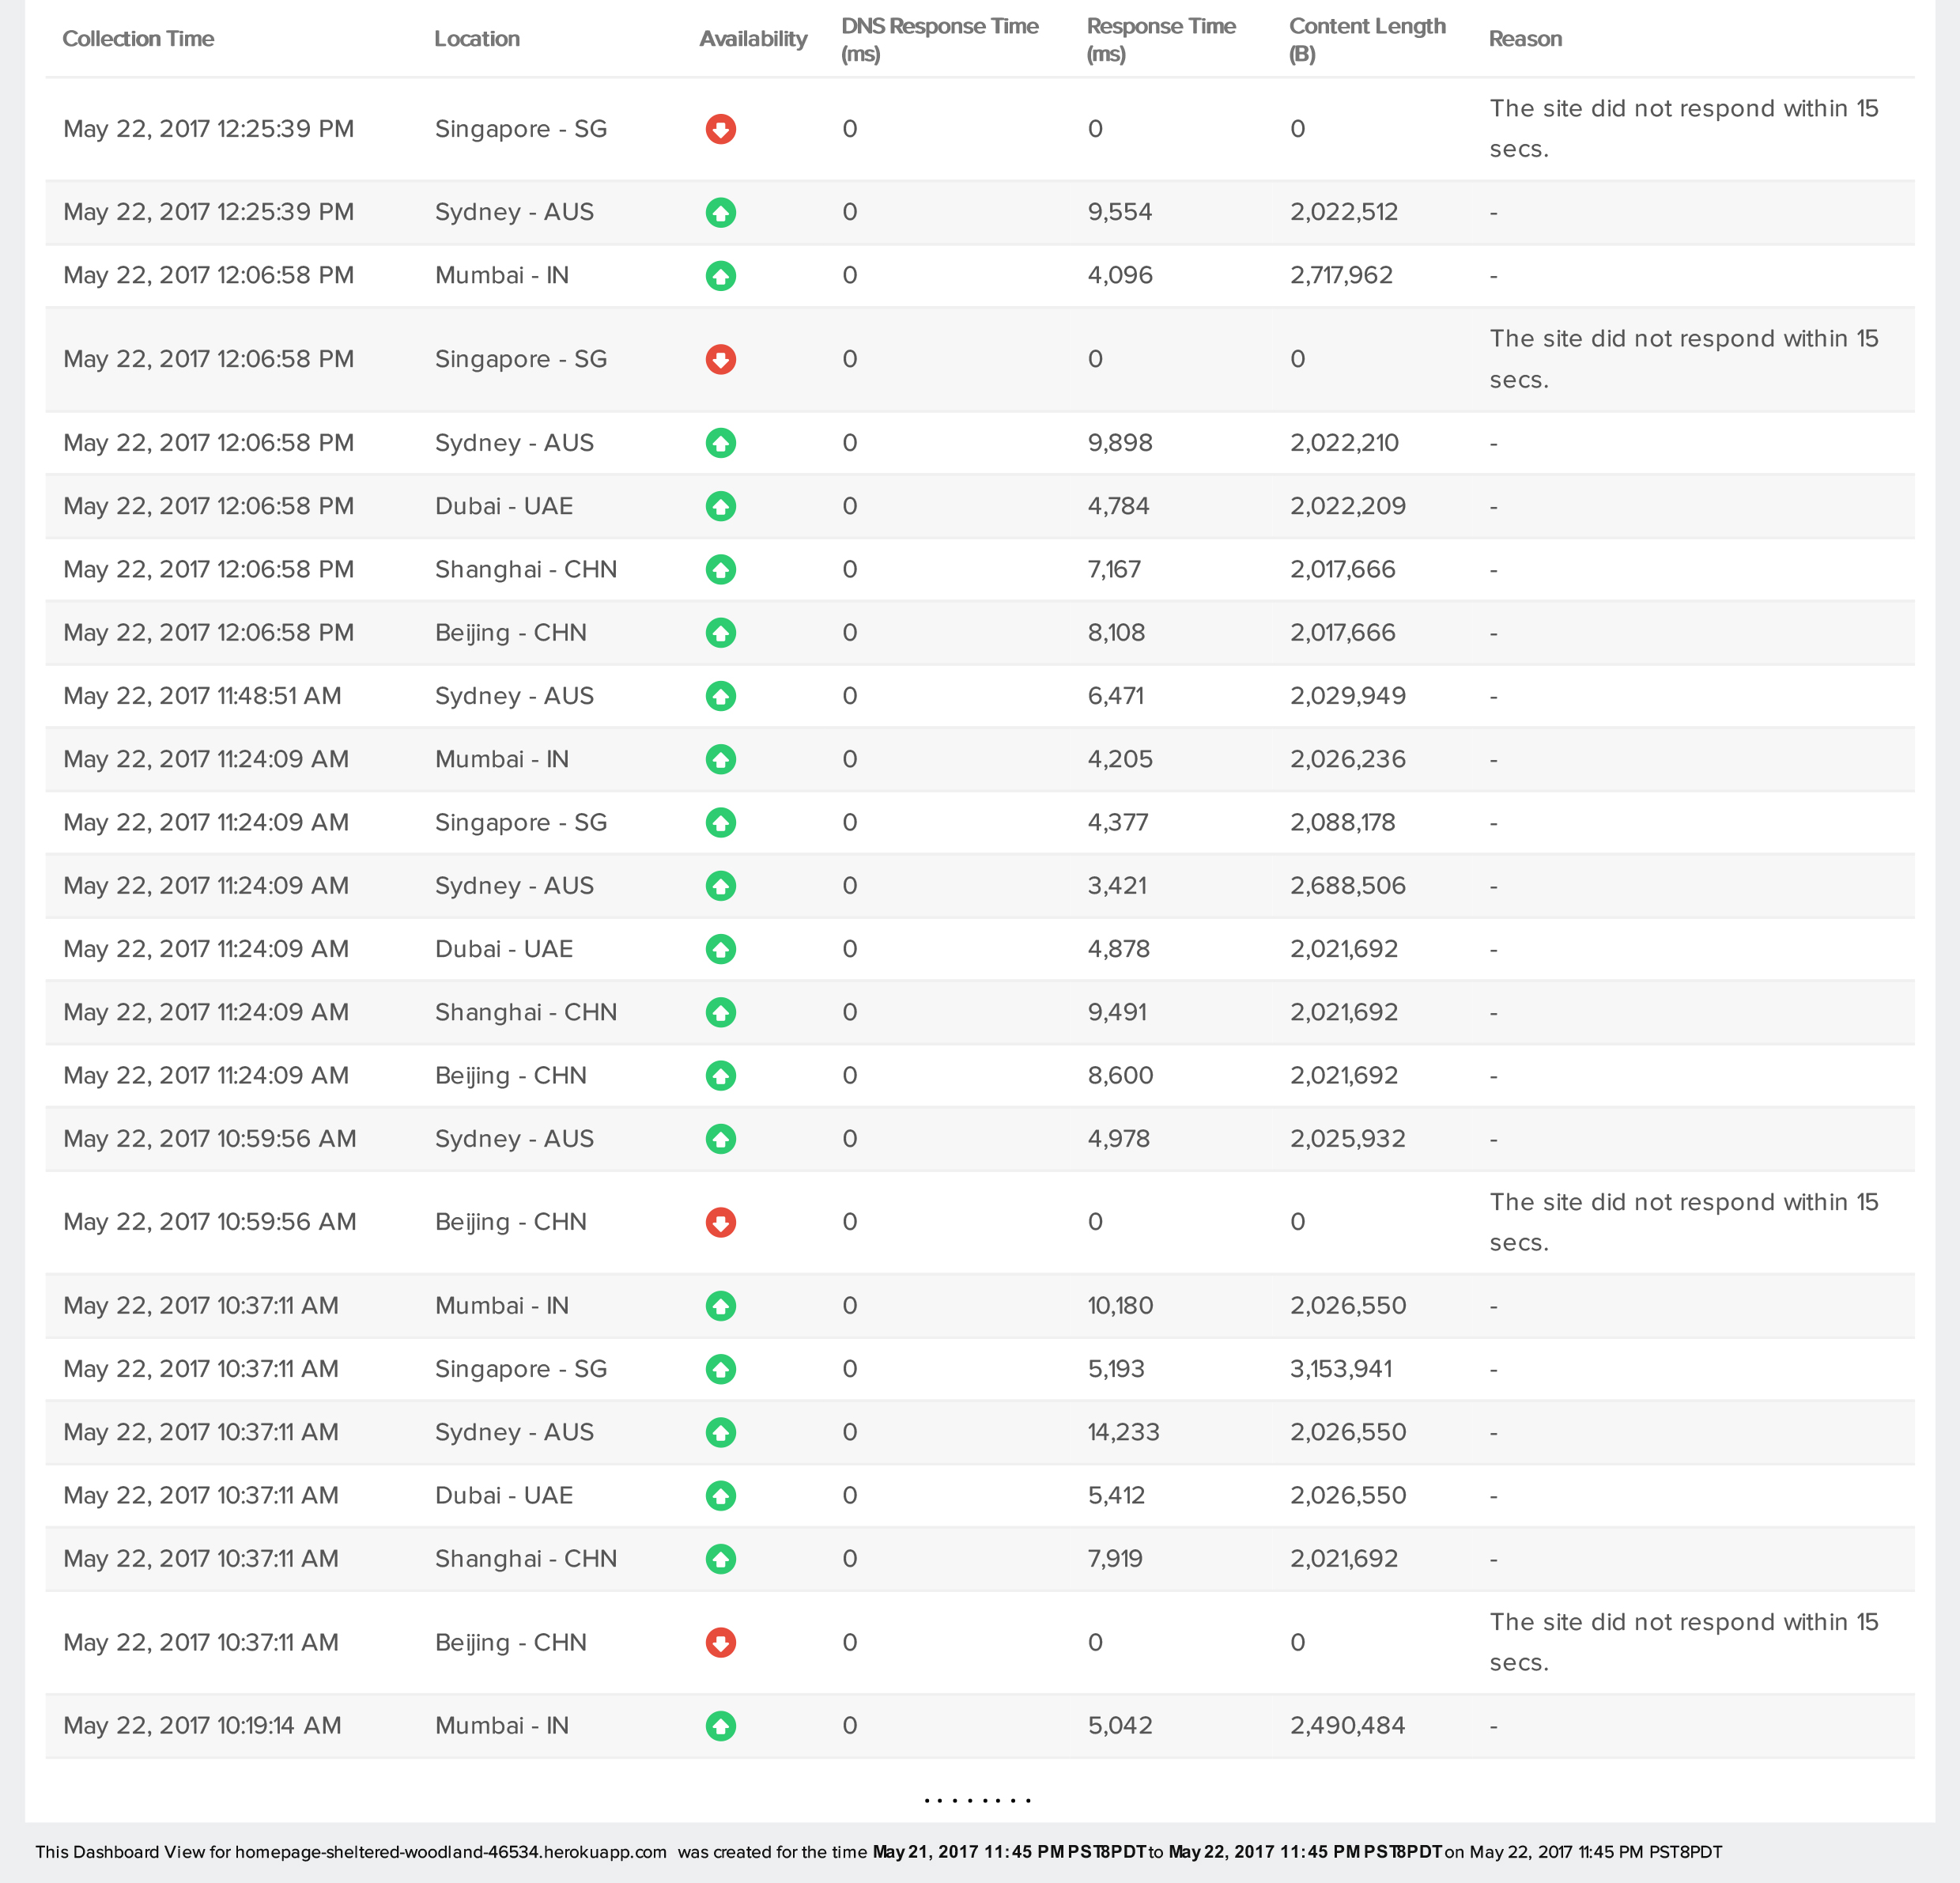 Collection Time Location Availability DNS Response Time (ms) Response Time (ms) Content Length (B) Reason
May 22, 2017 12:25:39 PM Singapore - SG 0 0 0 The site did not respond within 15 secs.
May 22, 2017 12:25:39 PM Sydney - AUS 0 9,554 2,022,512 -
May 22, 2017 12:06:58 PM Mumbai - IN 0 4,096 2,717,962 -
May 22, 2017 12:06:58 PM Singapore - SG 0 0 0 The site did not respond within 15 secs.
May 22, 2017 12:06:58 PM Sydney - AUS 0 9,898 2,022,210 -
May 22, 2017 12:06:58 PM Dubai - UAE 0 4,784 2,022,209 -
May 22, 2017 12:06:58 PM Shanghai - CHN 0 7,167 2,017,666 -
May 22, 2017 12:06:58 PM Beijing - CHN 0 8,108 2,017,666 -
May 22, 2017 11:48:51 AM Sydney - AUS 0 6,471 2,029,949 -
May 22, 2017 11:24:09 AM Mumbai - IN 0 4,205 2,026,236 -
May 22, 2017 11:24:09 AM Singapore - SG 0 4,377 2,088,178 -
May 22, 2017 11:24:09 AM Sydney - AUS 0 3,421 2,688,506 -
May 22, 2017 11:24:09 AM Dubai - UAE 0 4,878 2,021,692 -
May 22, 2017 11:24:09 AM Shanghai - CHN 0 9,491 2,021,692 -
May 22, 2017 11:24:09 AM Beijing - CHN 0 8,600 2,021,692 -
May 22, 2017 10:59:56 AM Sydney - AUS 0 4,978 2,025,932 -
May 22, 2017 10:59:56 AM Beijing - CHN 0 0 0 The site did not respond within 15 secs.
May 22, 2017 10:37:11 AM Mumbai - IN 0 10,180 2,026,550 -
May 22, 2017 10:37:11 AM Singapore - SG 0 5,193 3,153,941 -
May 22, 2017 10:37:11 AM Sydney - AUS 0 14,233 2,026,550 -
May 22, 2017 10:37:11 AM Dubai - UAE 0 5,412 2,026,550 -
May 22, 2017 10:37:11 AM Shanghai - CHN 0 7,919 2,021,692 -
May 22, 2017 10:37:11 AM Beijing - CHN 0 0 0 The site did not respond within 15 secs.
May 22, 2017 10:19:14 AM Mumbai - IN 0 5,042 2,490,484 -
. . . . . . . .
This Dashboard View for homepage-sheltered-woodland-46534.herokuapp.com was created for the time May 21, 2017 11:45 PM PST8PDT to May 22, 2017 11:45 PM PST8PDT on May 22, 2017 11:45 PM PST8PDT